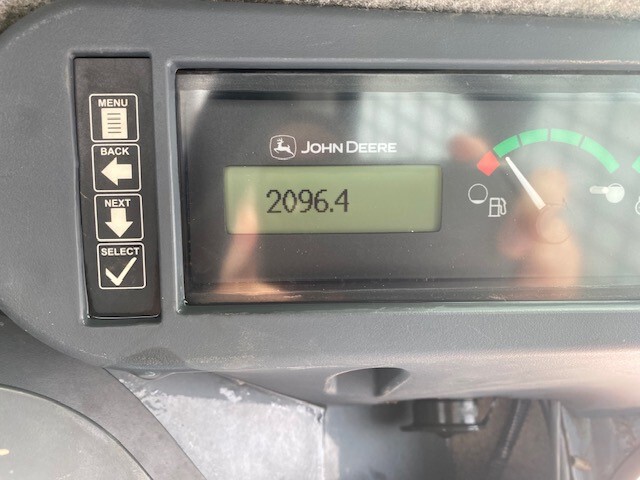 MENU
BACK
NEXT
SELECT
JOHN DEERE
2096.4